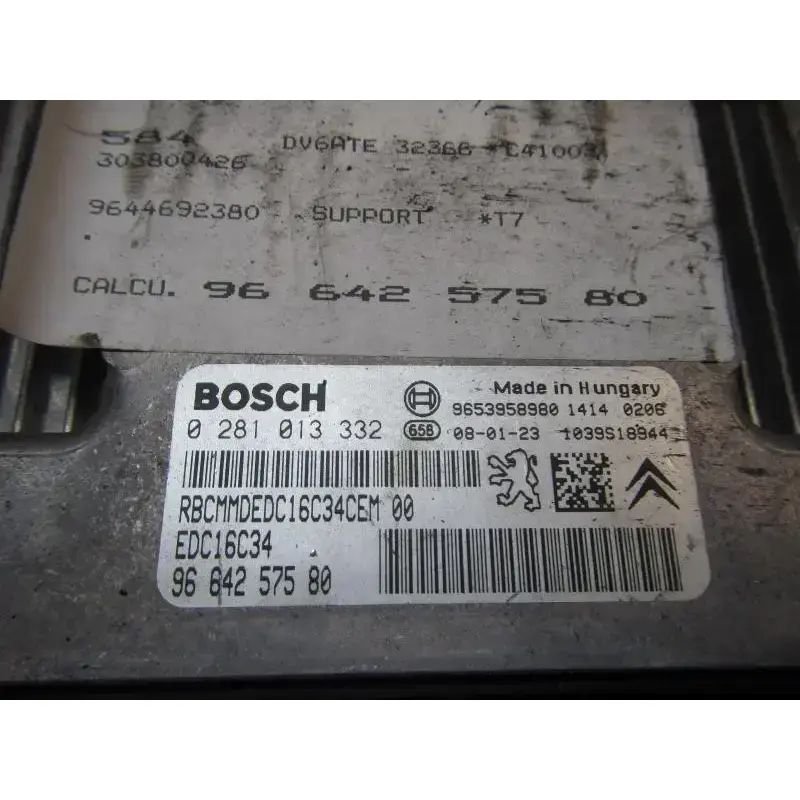 584 DV6ATE 32366 *C41003A
303800426
9644692380 SUPPORT *T7
CALCU. 96 642 575 80
BOSCH Made in Hungary
9653958980 1414 0206
0 281 013 332 658 08-01-23 1039S18944
RBCMMDEDC16C34CEM 00
EDC16C34
96 642 575 80